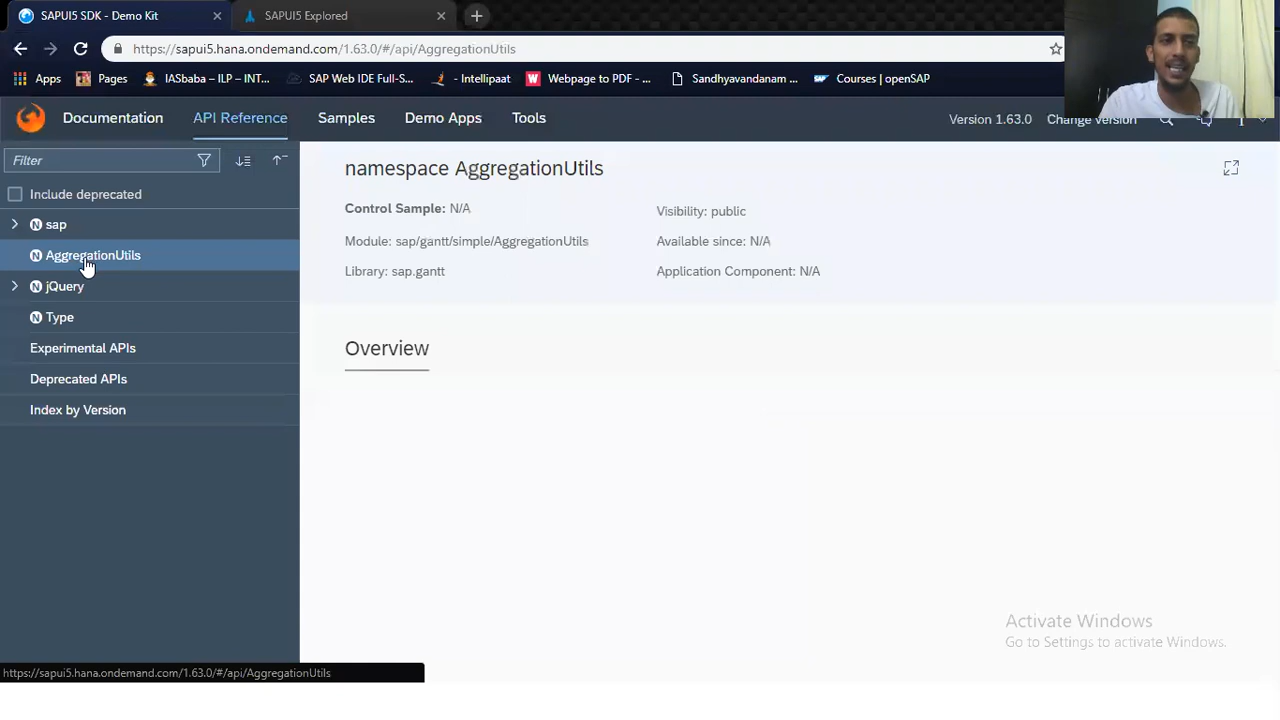 SAPUI5 SDK - Demo Kit
SAPUI5 Explored
https://sapui5.hana.ondemand.com/1.63.0/#/api/AggregationUtils
Apps
Pages
IASbaba – ILP – INT...
SAP Web IDE Full-S...
- Intellipaat
Webpage to PDF - ...
Sandhyavandanam ...
Courses | openSAP
Documentation
API Reference
Samples
Demo Apps
Tools
Version 1.63.0
Change version
Filter
Include deprecated
sap
AggregationUtils
jQuery
Type
Experimental APIs
Deprecated APIs
Index by Version
namespace AggregationUtils
Control Sample: N/A
Visibility: public
Module: sap/gantt/simple/AggregationUtils
Available since: N/A
Library: sap.gantt
Application Component: N/A
Overview
Activate Windows
Go to Settings to activate Windows.
https://sapui5.hana.ondemand.com/1.63.0/#/api/AggregationUtils